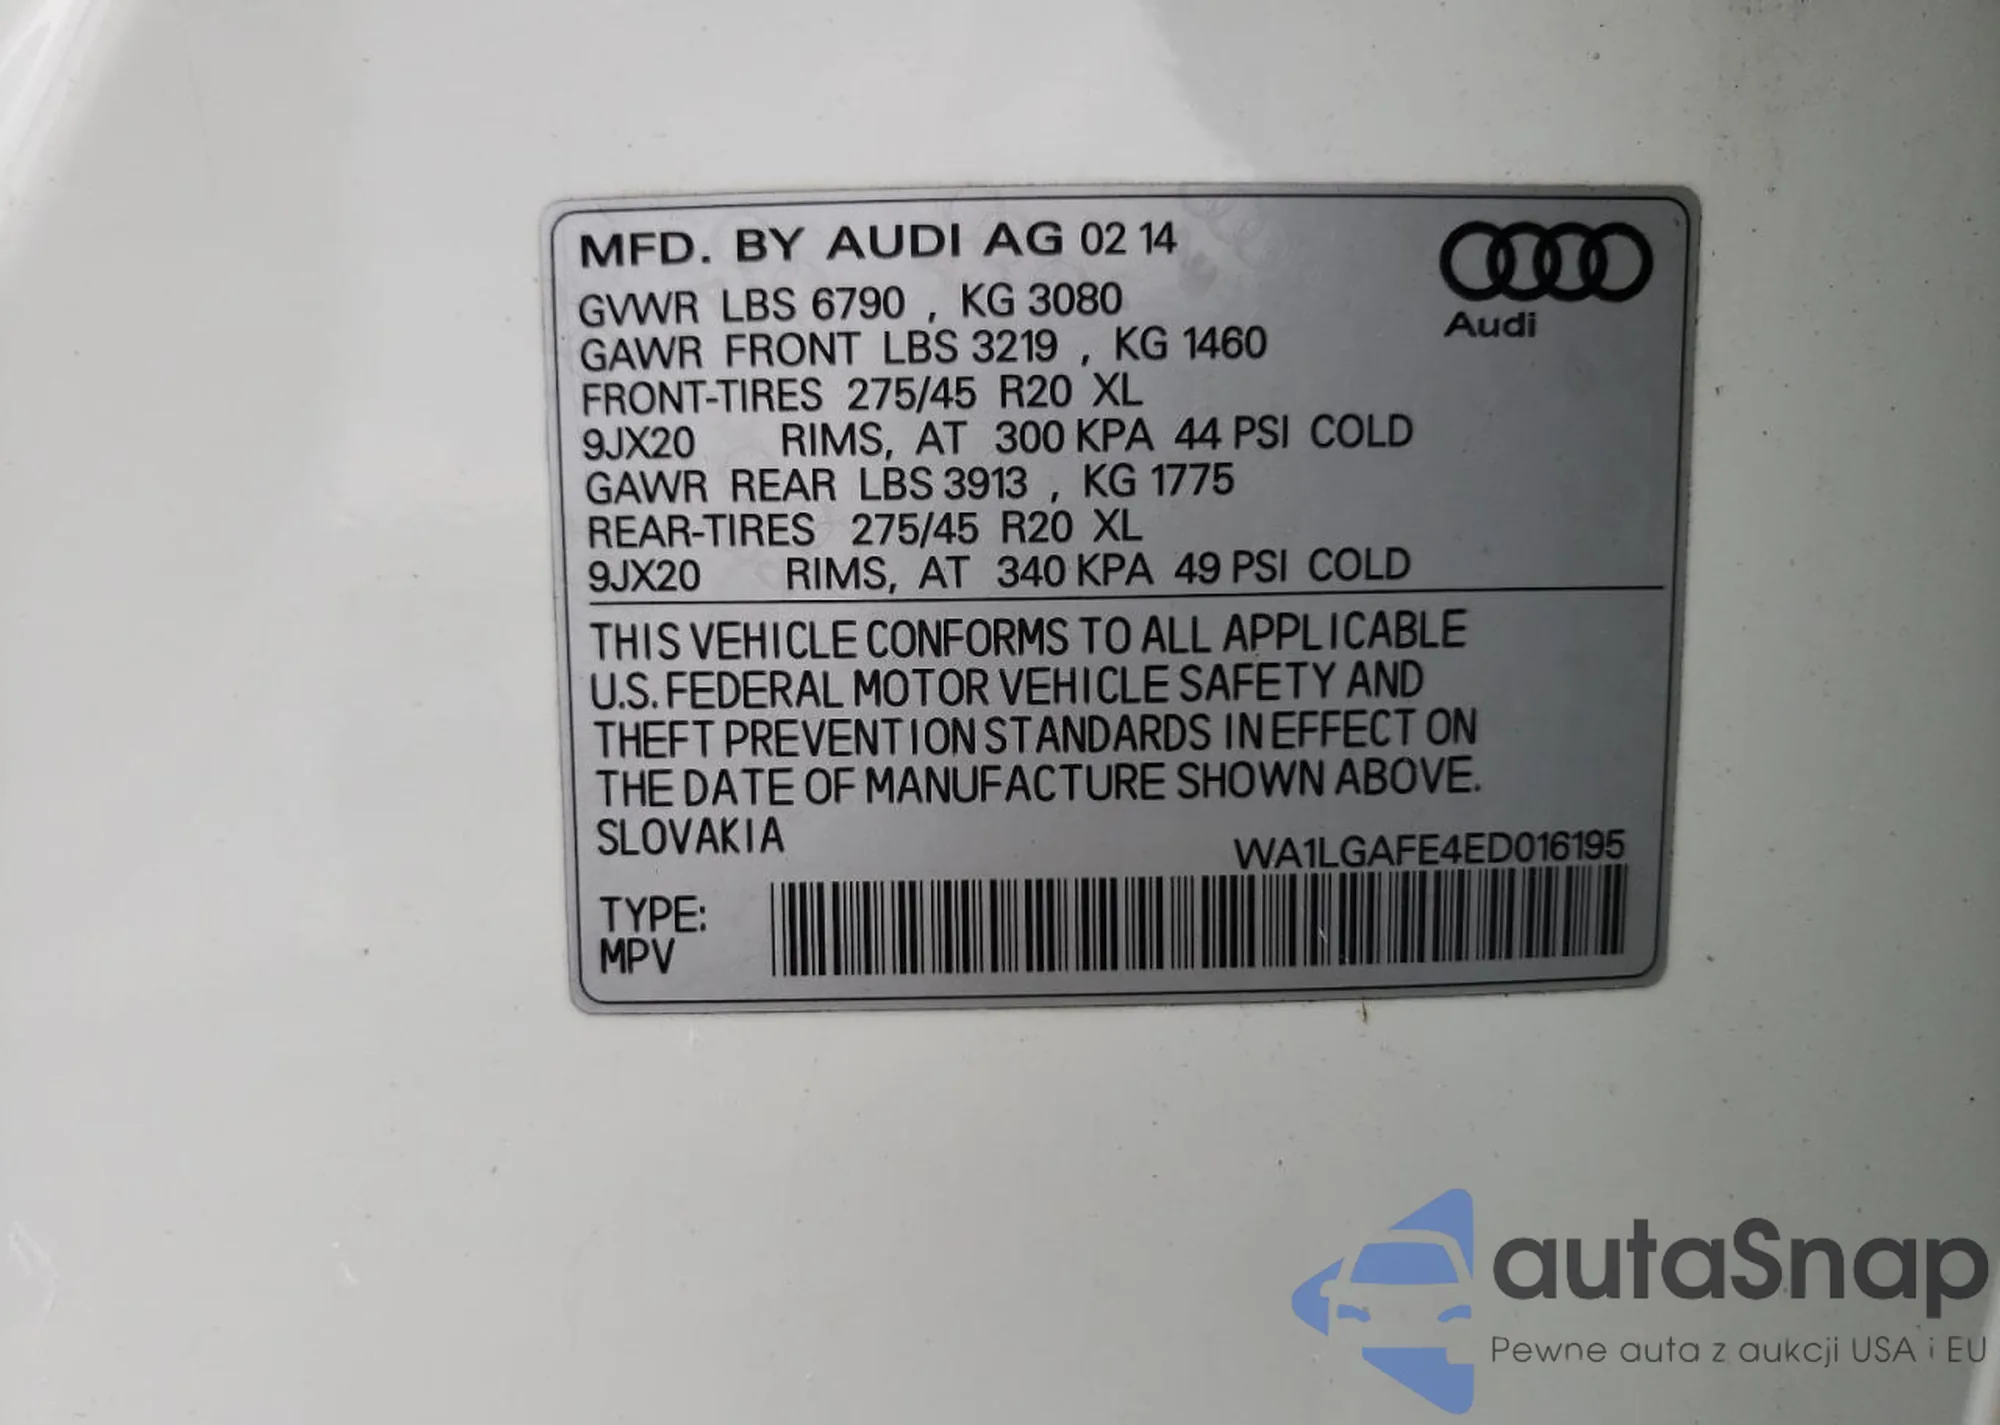 MFD. BY AUDI AG 02 14
GVWR LBS 6790 , KG 3080
GAWR FRONT LBS 3219 , KG 1460
FRONT-TIRES 275/45 R20 XL
9JX20 RIMS, AT 300 KPA 44 PSI COLD
GAWR REAR LBS 3913 , KG 1775
REAR-TIRES 275/45 R20 XL
9JX20 RIMS, AT 340 KPA 49 PSI COLD
Audi
THIS VEHICLE CONFORMS TO ALL APPLICABLE
U.S. FEDERAL MOTOR VEHICLE SAFETY AND
THEFT PREVENTION STANDARDS IN EFFECT ON
THE DATE OF MANUFACTURE SHOWN ABOVE.
SLOVAKIA
WA1LGAFE4ED016195
TYPE:
MPV
autaSnap
Pewne auta z aukcji USA i EU